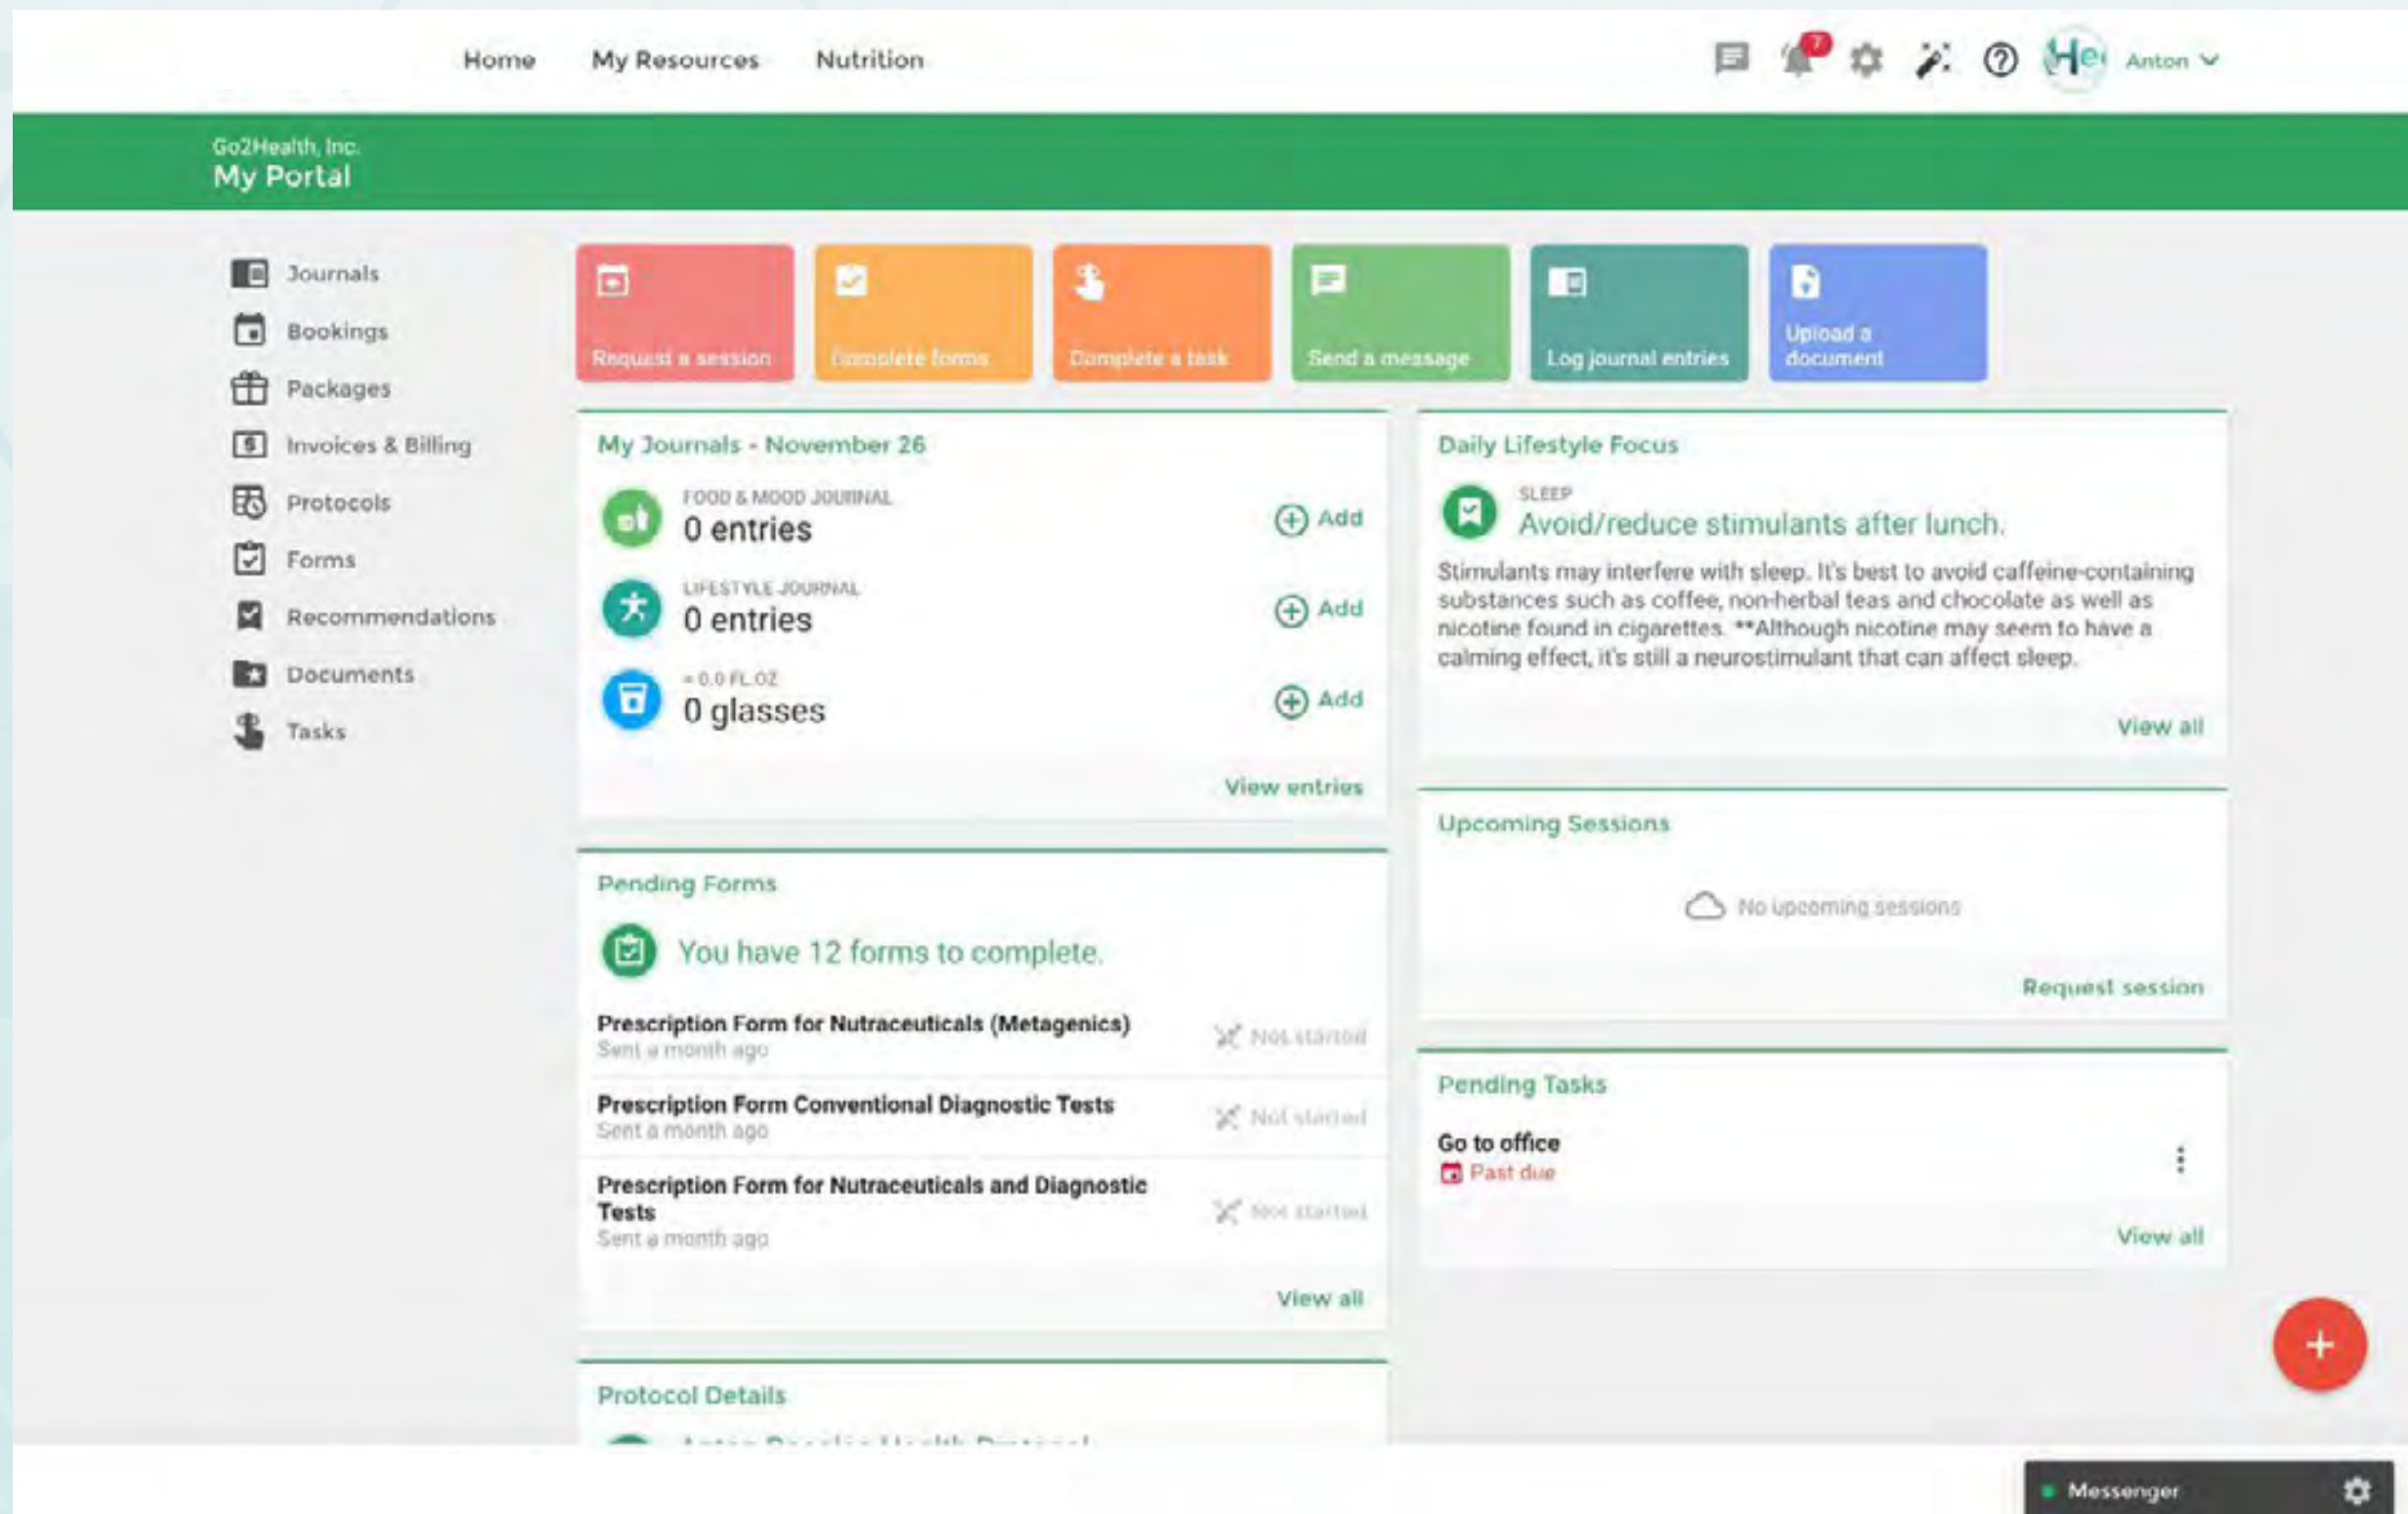 Home My Resources Nutrition
7
Anton
Go2Health, Inc.
My Portal
Journals
Bookings
Packages
Invoices & Billing
Protocols
Forms
Recommendations
Documents
Tasks
Request a session
Complete forms
Complete a task
Send a message
Log journal entries
Upload a
document
My Journals - November 26
FOOD & MOOD JOURNAL
0 entries
Add
LIFESTYLE JOURNAL
0 entries
Add
= 0.0 FL.OZ
0 glasses
Add
View entries
Pending Forms
You have 12 forms to complete.
Prescription Form for Nutraceuticals (Metagenics)
Sent a month ago
Not started
Prescription Form Conventional Diagnostic Tests
Sent a month ago
Not started
Prescription Form for Nutraceuticals and Diagnostic
Tests
Sent a month ago
Not started
View all
Protocol Details
Daily Lifestyle Focus
SLEEP
Avoid/reduce stimulants after lunch.
Stimulants may interfere with sleep. It's best to avoid caffeine-containing
substances such as coffee, non-herbal teas and chocolate as well as
nicotine found in cigarettes. **Although nicotine may seem to have a
calming effect, it's still a neurostimulant that can affect sleep.
View all
Upcoming Sessions
No upcoming sessions
Request session
Pending Tasks
Go to office
Past due
View all
Messenger